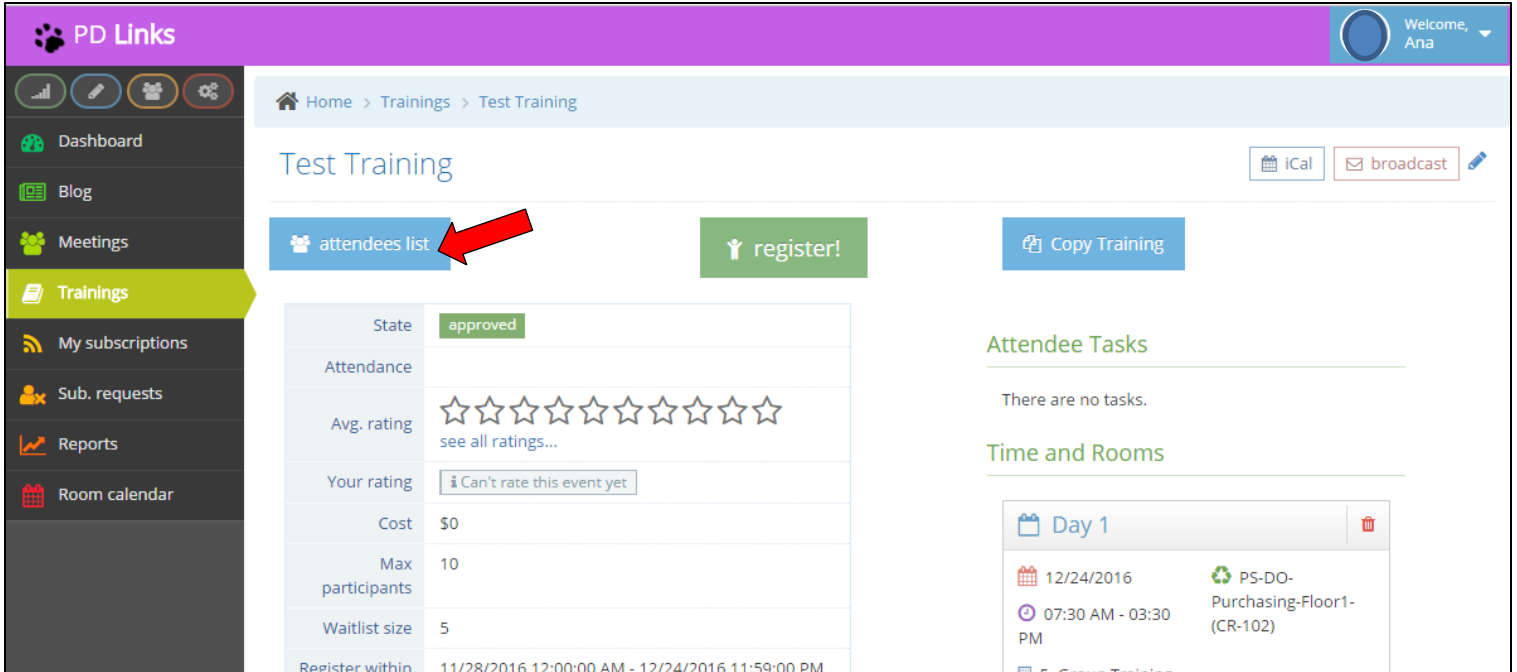 PD Links
Welcome,
Ana
Home > Trainings > Test Training
Dashboard
Blog
Meetings
Trainings
My subscriptions
Sub. requests
Reports
Room calendar
Test Training
iCal
broadcast
attendees list
register!
Copy Training
State approved
Attendance
Avg. rating
see all ratings...
Your rating Can't rate this event yet
Cost $0
Max participants 10
Waitlist size 5
Register within 11/28/2016 12:00:00 AM - 12/24/2016 11:59:00 PM
Attendee Tasks
There are no tasks.
Time and Rooms
Day 1
12/24/2016
07:30 AM - 03:30
PM
PS-DO-
Purchasing-Floor1-
(CR-102)
5. Group Training